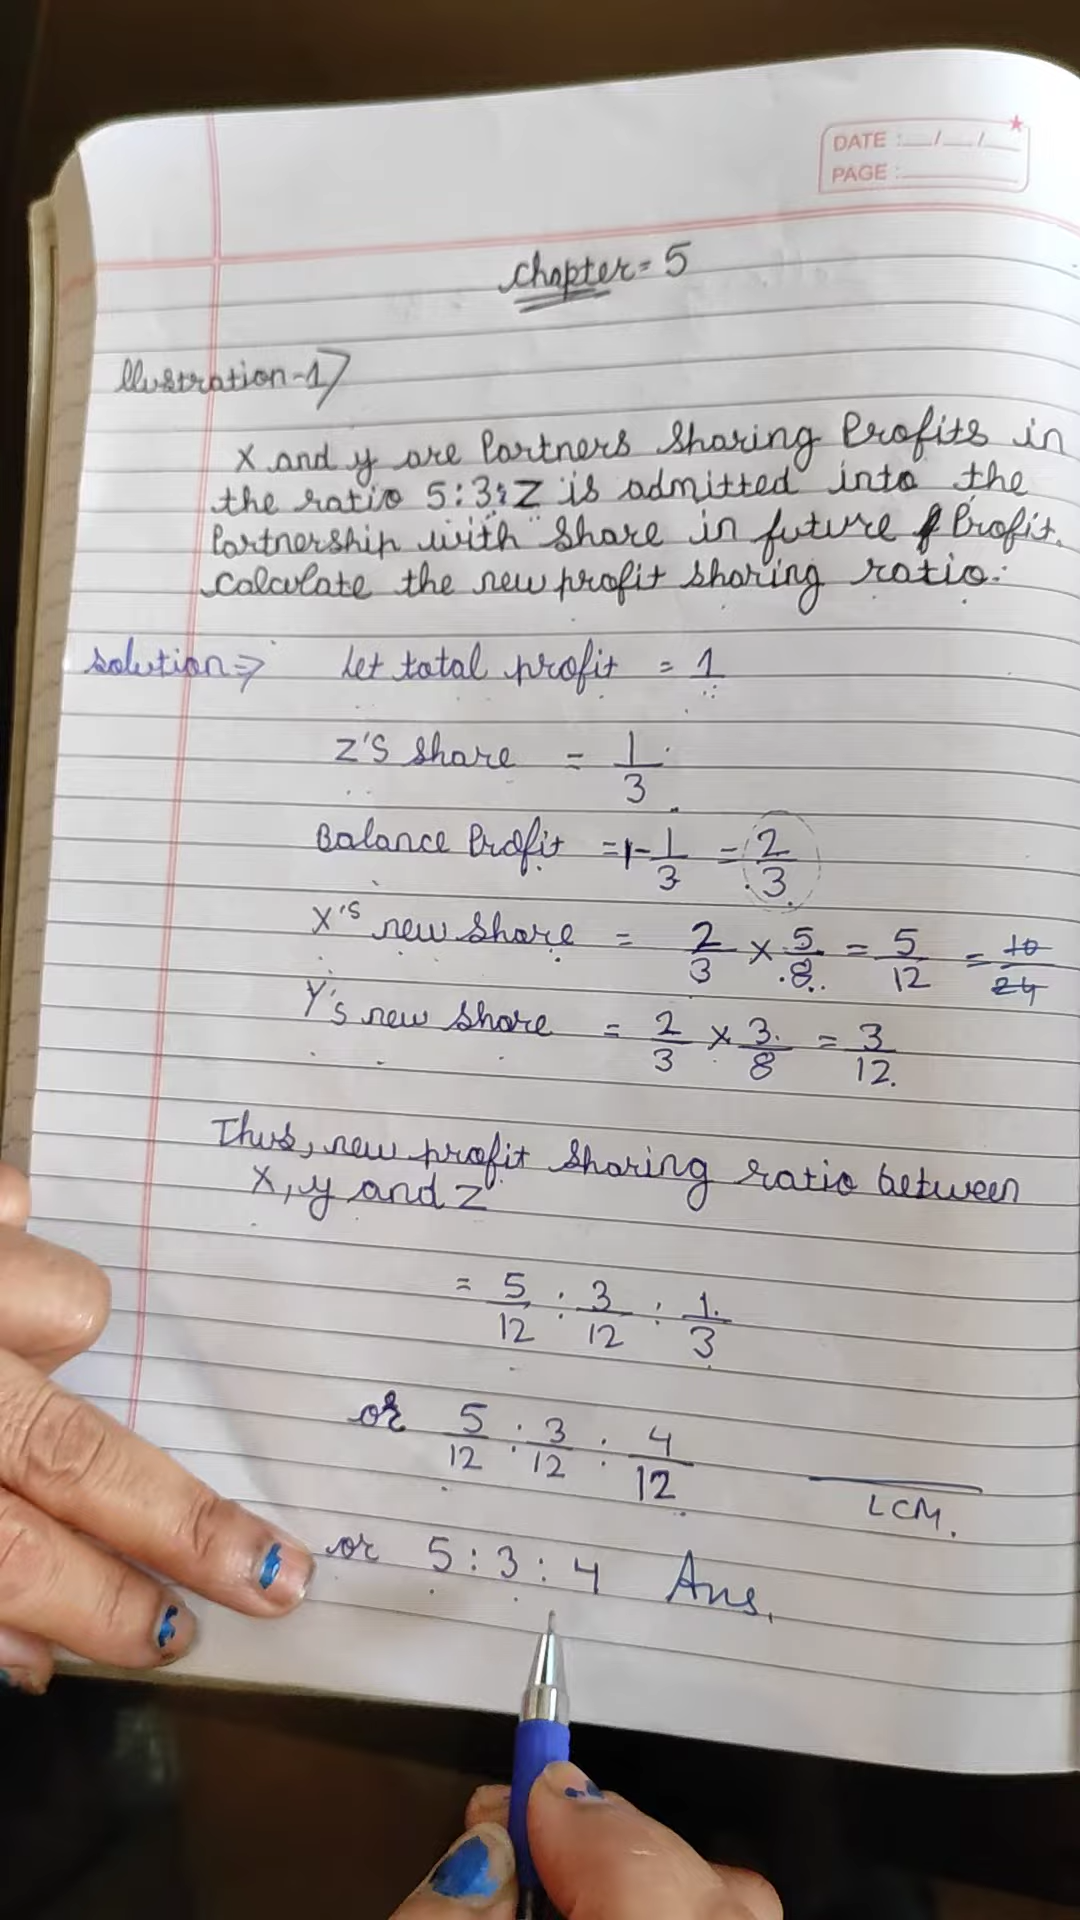 DATE : __/__/__
PAGE :
Chapter = 5
Illustration-1)
X and y are Partners Sharing Profits in
the ratio 5:3; Z is admitted into the
Partnership with Share in future Profit.
calculate the new profit sharing ratio.
solution ⇒ let total profit = 1
Z'S Share = 1/3
Balance Profit = 1 - 1/3 = 2/3
X's new Share = 2/3 × 5/8 = 5/12 = 10/24
Y's new Share = 2/3 × 3/8 = 3/12
Thus, new profit Sharing ratio between
X, y and Z
= 5/12 : 3/12 : 1/3
or 5/12 : 3/12 : 4/12
LCM.
or 5 : 3 : 4 Ans,